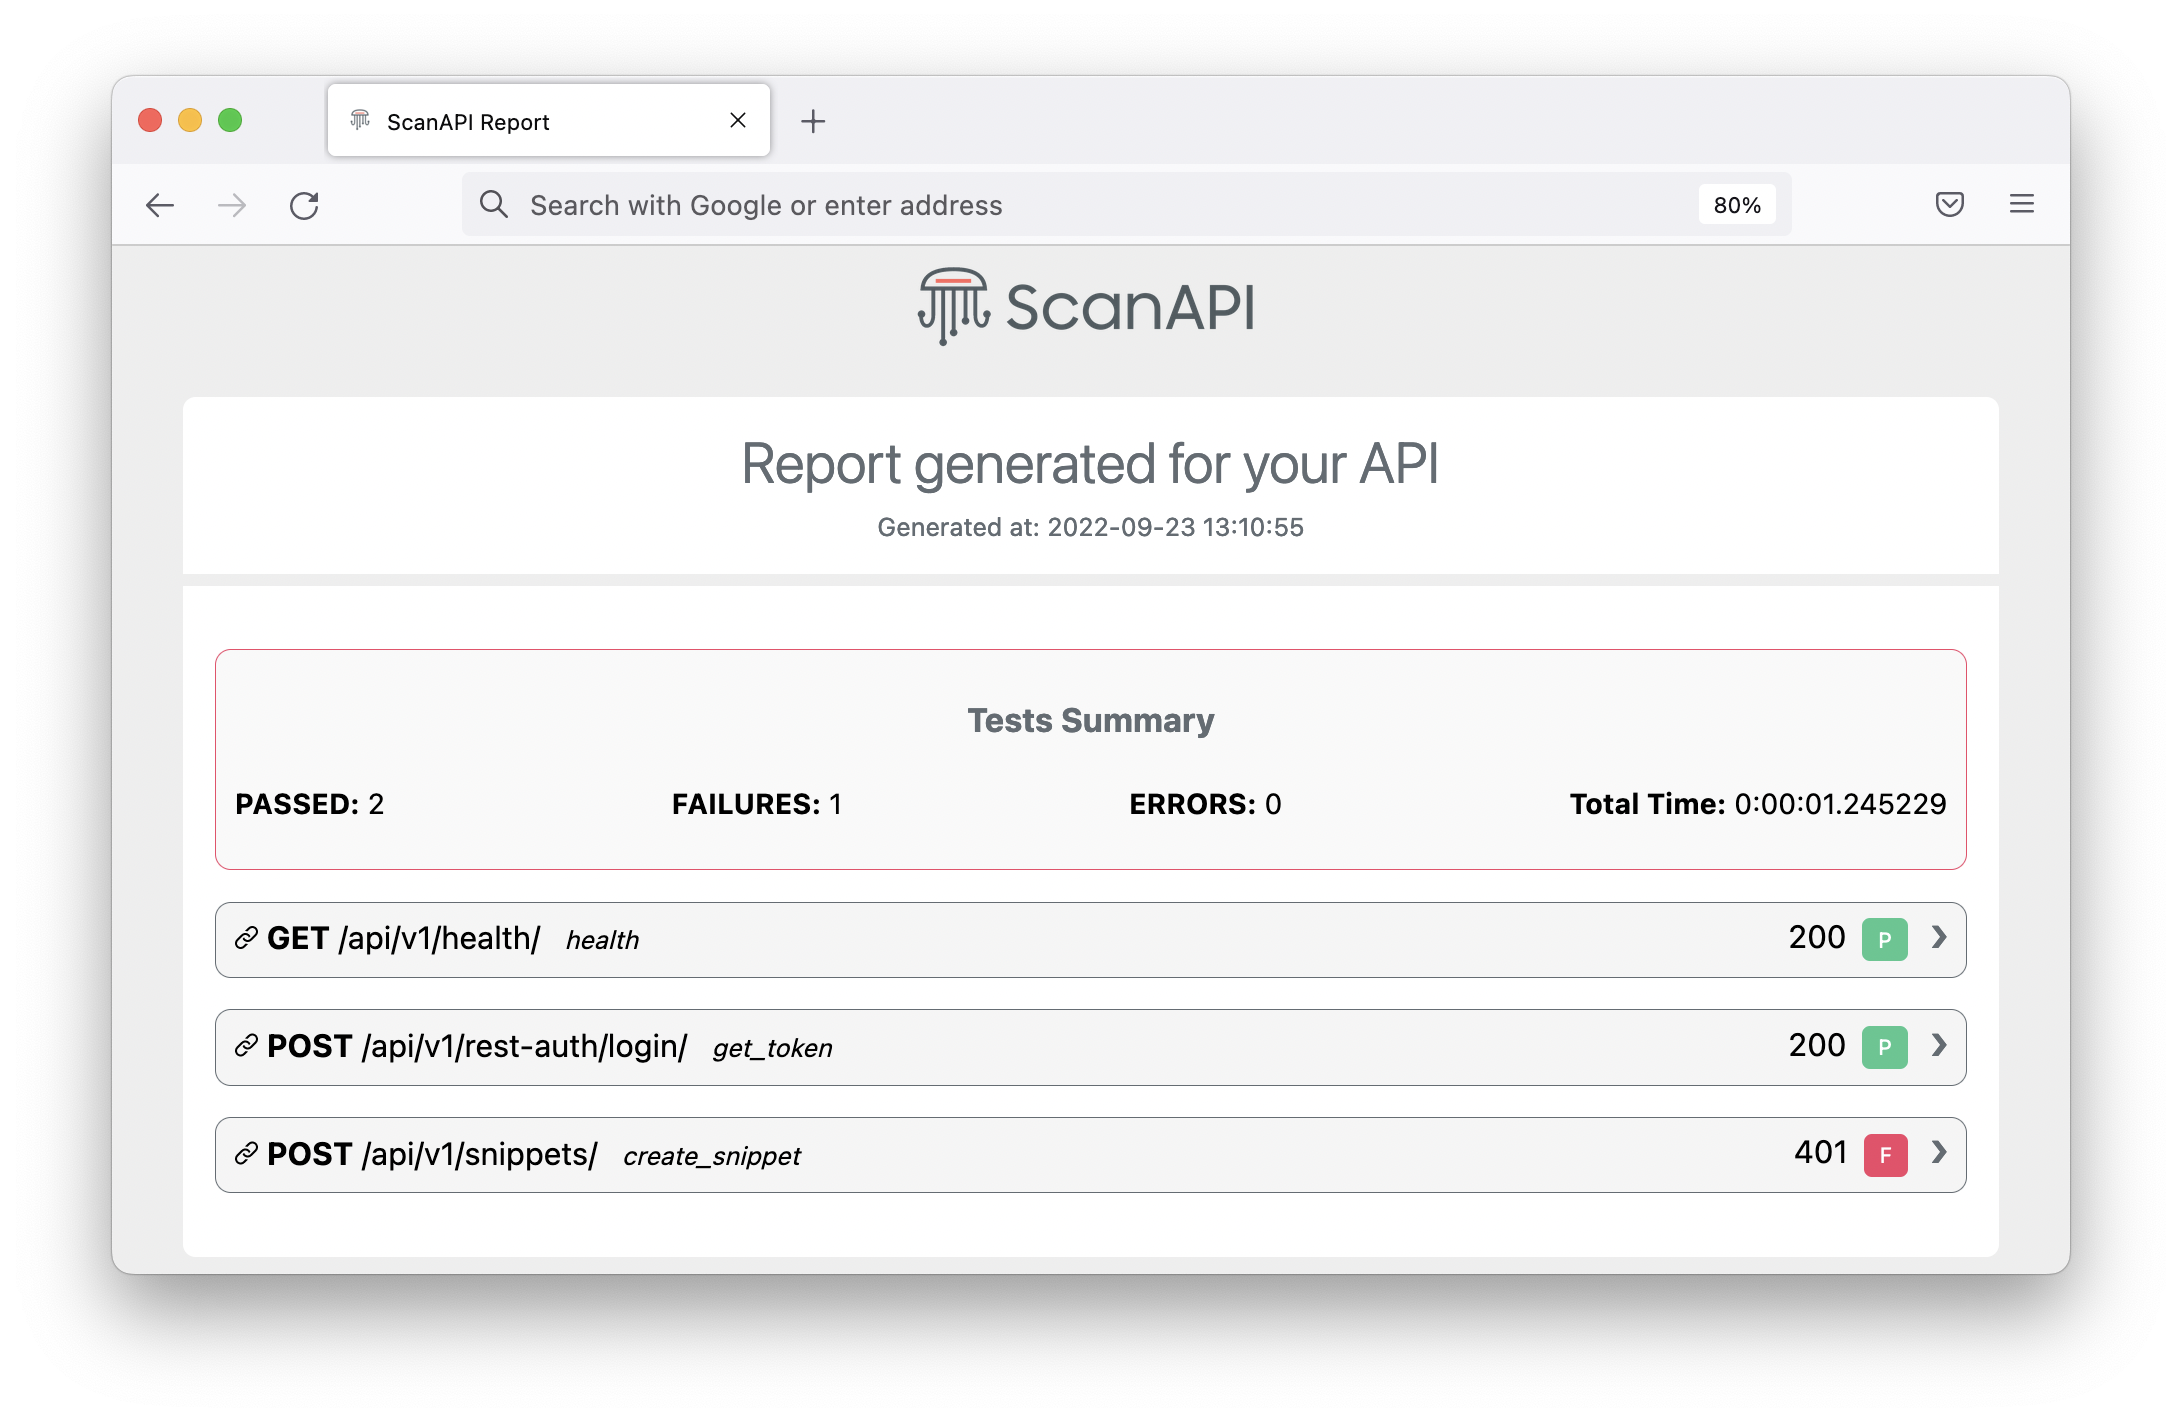 ScanAPI Report
Search with Google or enter address
80%
ScanAPI
Report generated for your API
Generated at: 2022-09-23 13:10:55
Tests Summary
PASSED: 2 FAILURES: 1 ERRORS: 0 Total Time: 0:00:01.245229
GET /api/v1/health/ health 200 P
POST /api/v1/rest-auth/login/ get_token 200 P
POST /api/v1/snippets/ create_snippet 401 F